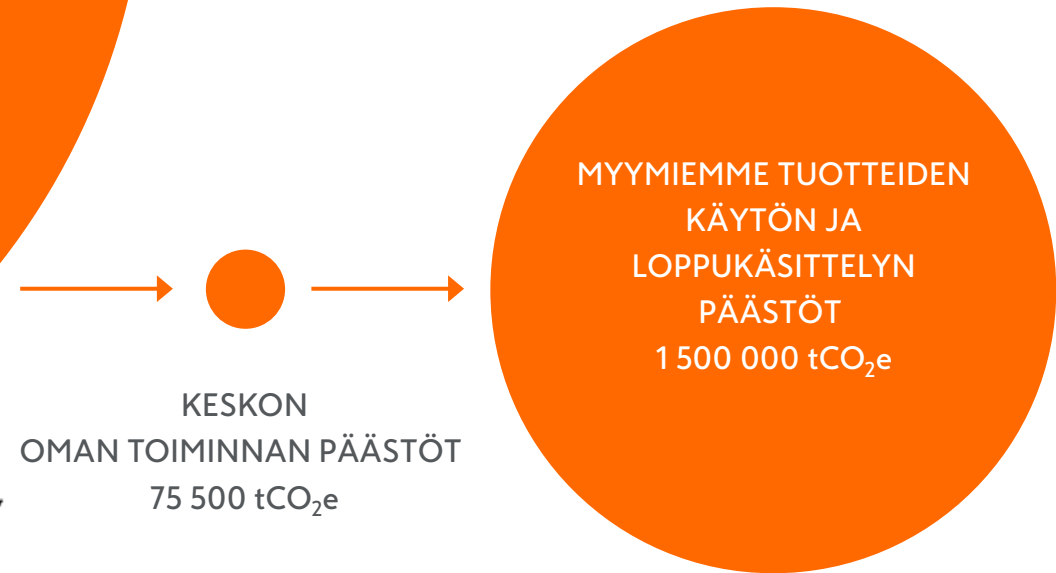 MYYMIEMME TUOTTEIDEN
KÄYTÖN JA
LOPPUKÄSITTELYN
PÄÄSTÖT
1 500 000 tCO₂e
KESKON
OMAN TOIMINNAN PÄÄSTÖT
75 500 tCO₂e